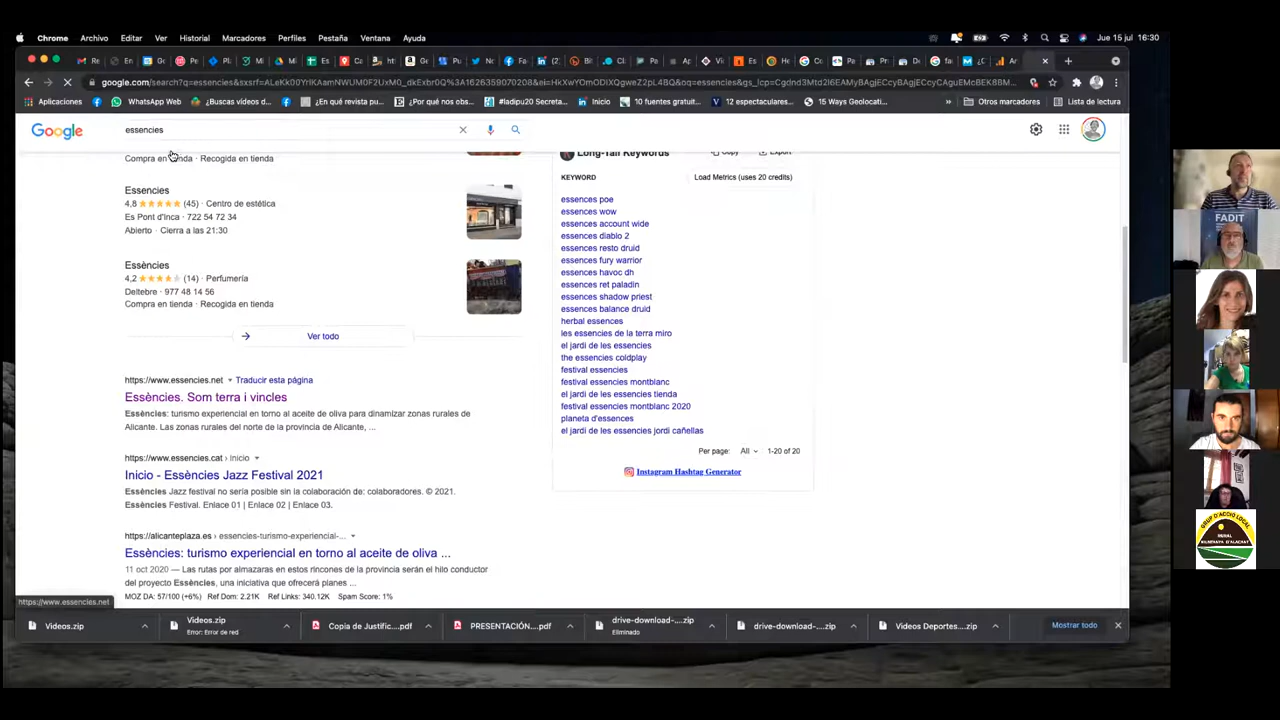 Chrome Archivo Editar Ver Historial Marcadores Perfiles Pestaña Ventana Ayuda
Jue 15 jul 16:30
google.com/search?q=essencies&sxsrf=
Aplicaciones WhatsApp Web ¿Buscas vídeos d... ¿En qué revista pu... ¿Por qué nos obs... #ladipu20 Secreta... Inicio 10 fuentes gratuit... 12 espectaculares... 15 Ways Geolocati... » Otros marcadores Lista de lectura
Google
essencies
Compra en tienda · Recogida en tienda
Essencies
4,8 (45) · Centro de estética
Es Pont d'Inca · 722 54 72 34
Abierto · Cierra a las 21:30
Essències
4,2 (14) · Perfumería
Deltebre · 977 48 14 56
Compra en tienda · Recogida en tienda
Ver todo
https://www.essencies.net Traducir esta página
Essències. Som terra i vincles
Essències: turismo experiencial en torno al aceite de oliva para dinamizar zonas rurales de
Alicante. Las zonas rurales del norte de la provincia de Alicante, ...
https://www.essencies.cat › Inicio
Inicio - Essències Jazz Festival 2021
Essències Jazz festival no sería posible sin la colaboración de: colaboradores. © 2021.
Essències Festival. Enlace 01 | Enlace 02 | Enlace 03.
https://alicanteplaza.es › essencies-turismo-experiencial-...
Essències: turismo experiencial en torno al aceite de oliva ...
11 oct 2020 — Las rutas por almazaras en estos rincones de la provincia serán el hilo conductor
del proyecto Essències, una iniciativa que ofrecerá planes ...
MOZ DA: 57/100 (+6%) Ref Dom: 2.21K Ref Links: 340.12K Spam Score: 1%
Long-Tail Keywords Copy Export
KEYWORD Load Metrics (uses 20 credits)
essences poe
essences wow
essences account wide
essences diablo 2
essences resto druid
essences fury warrior
essences havoc dh
essences ret paladin
essences shadow priest
essences balance druid
herbal essences
les essencies de la terra miro
el jardi de les essencies
the essencies coldplay
festival essencies
festival essencies montblanc
el jardi de les essencies tienda
festival essencies montblanc 2020
planeta d'essences
el jardi de les essencies jordi cañellas
Per page: All 1-20 of 20
Instagram Hashtag Generator
https://www.essencies.net
Videos.zip
Videos.zip
Error: Error de red
Copia de Justific....pdf
PRESENTACIÓN....pdf
drive-download-....zip
Eliminado
drive-download-....zip
Videos Deportes....zip
Mostrar todo
FADIT
GRUP D'ACCIÓ LOCAL
RURAL
MUNTANYA D'ALACANT